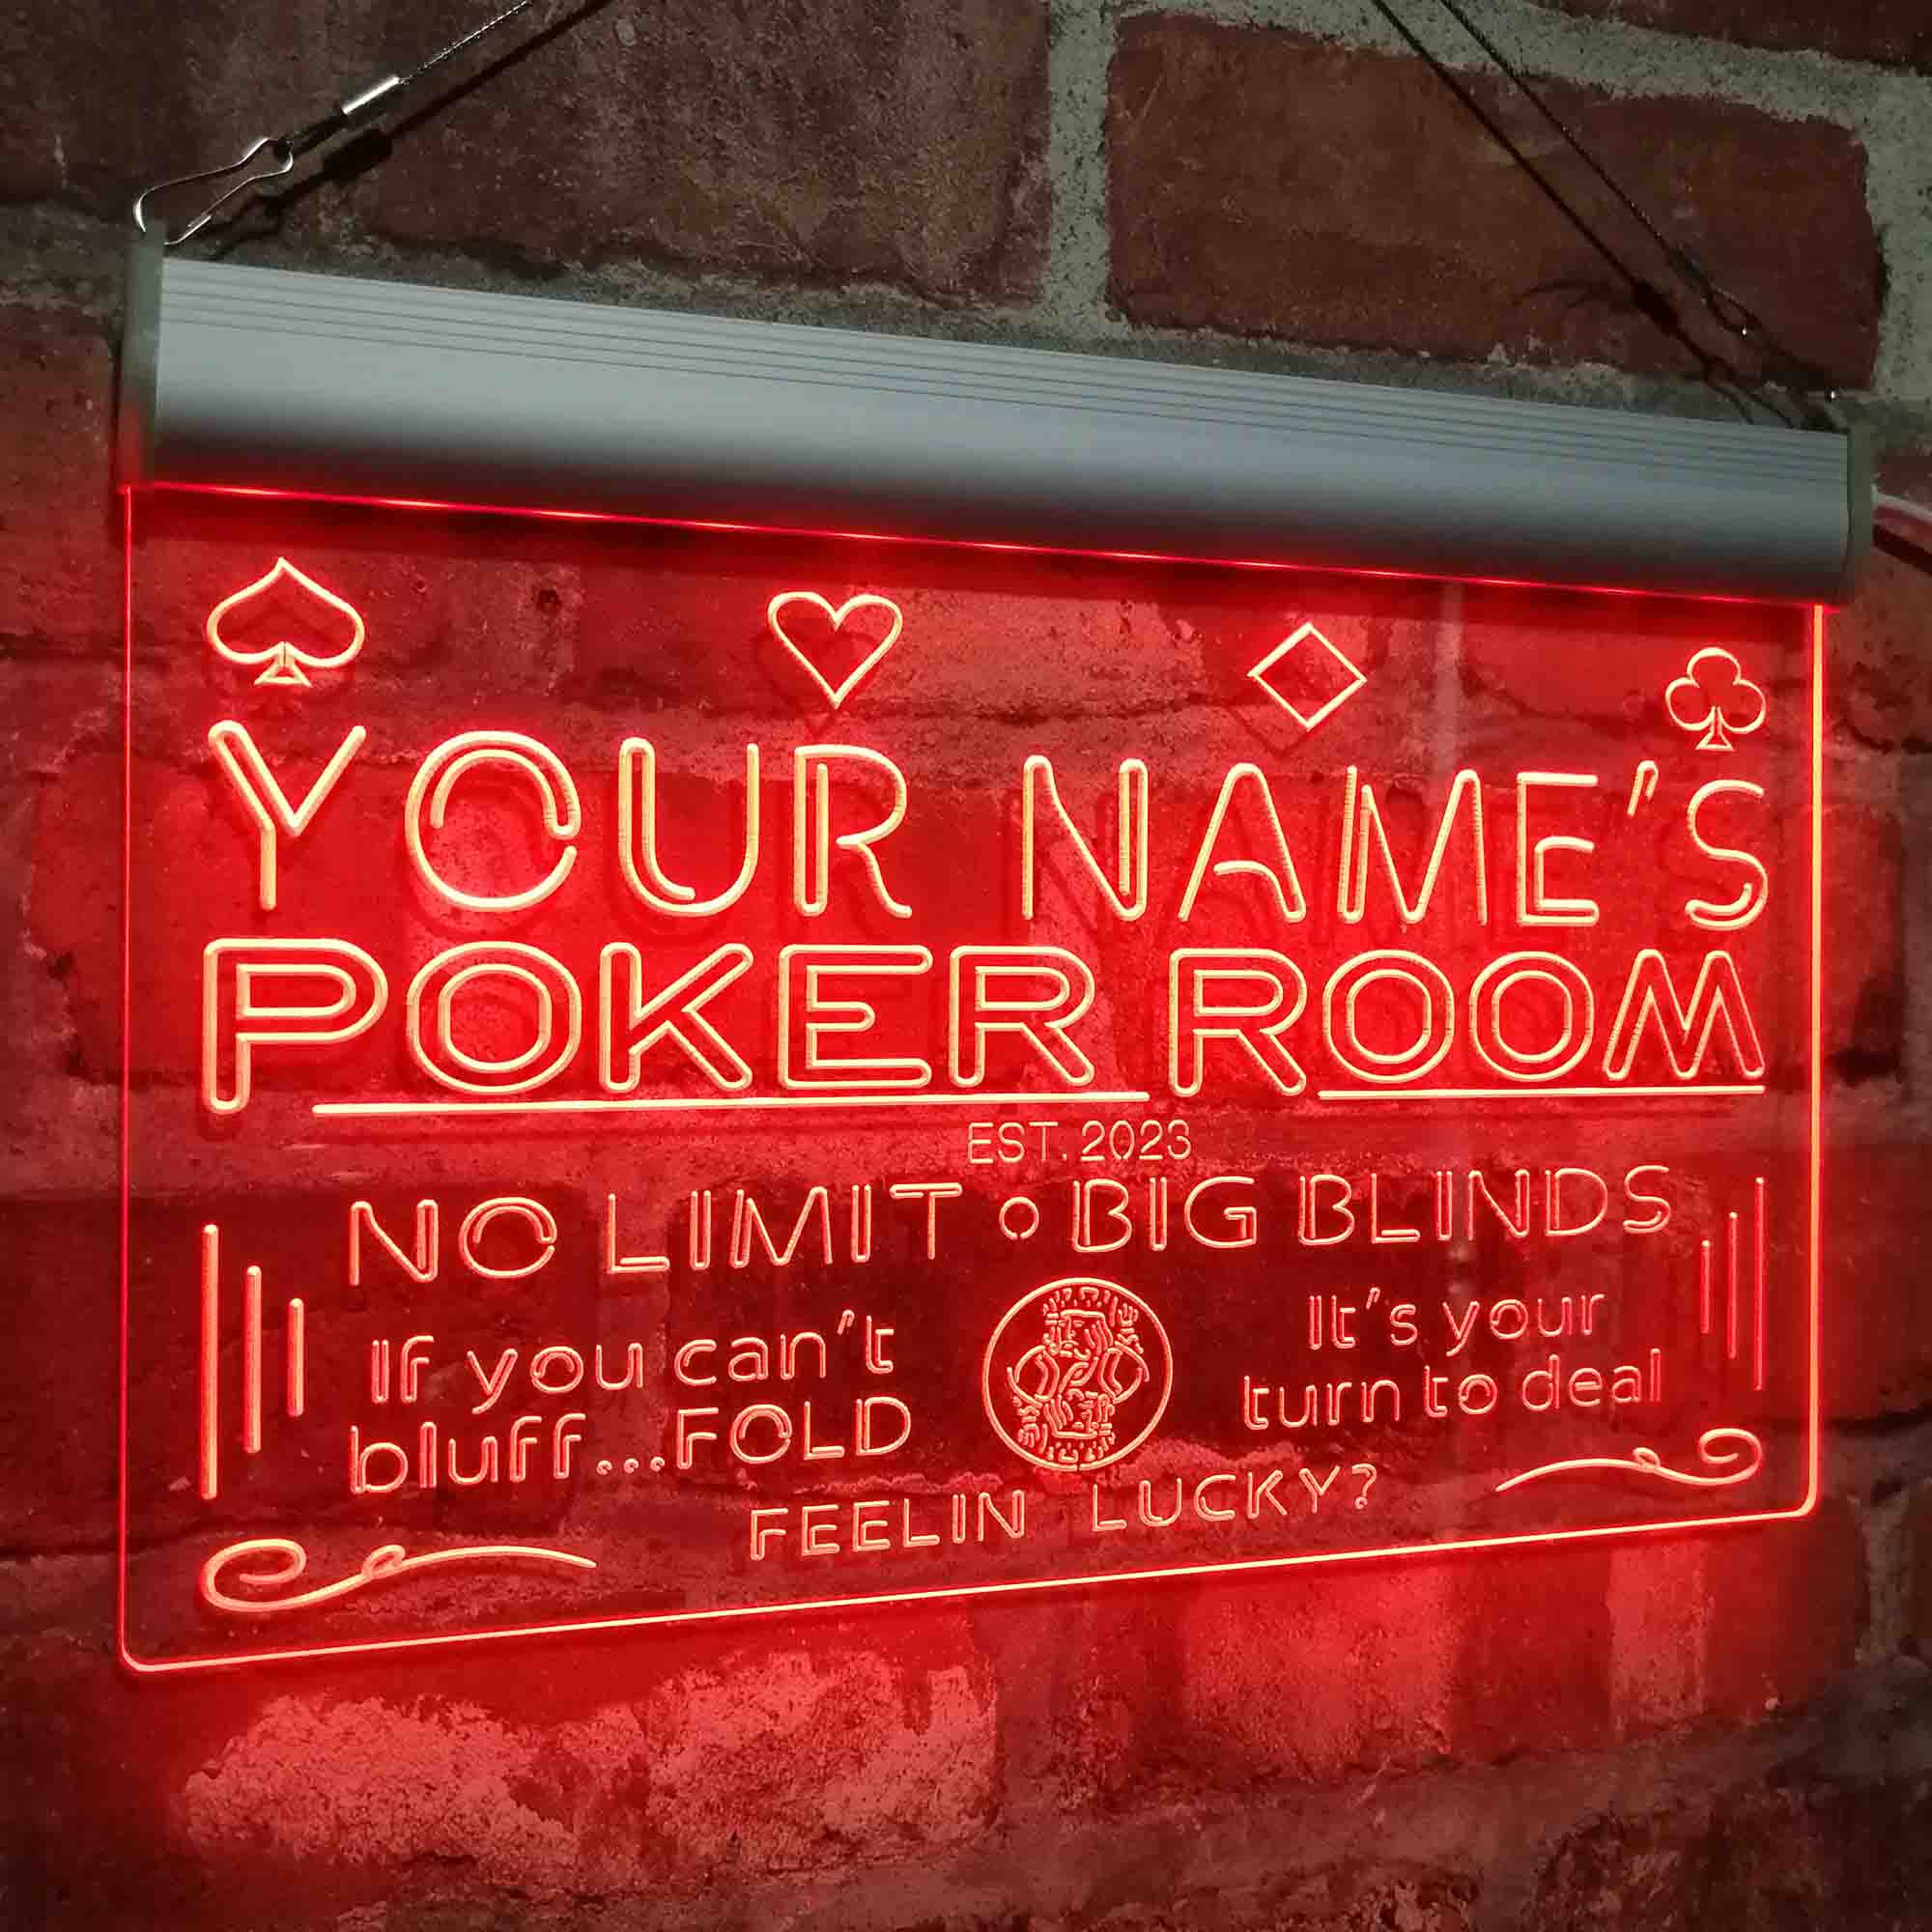 YOUR NAME'S
POKER ROOM
EST. 2023
NO LIMIT • BIG BLINDS
If you can't
bluff...FOLD
It's your
turn to deal
FEELIN LUCKY?